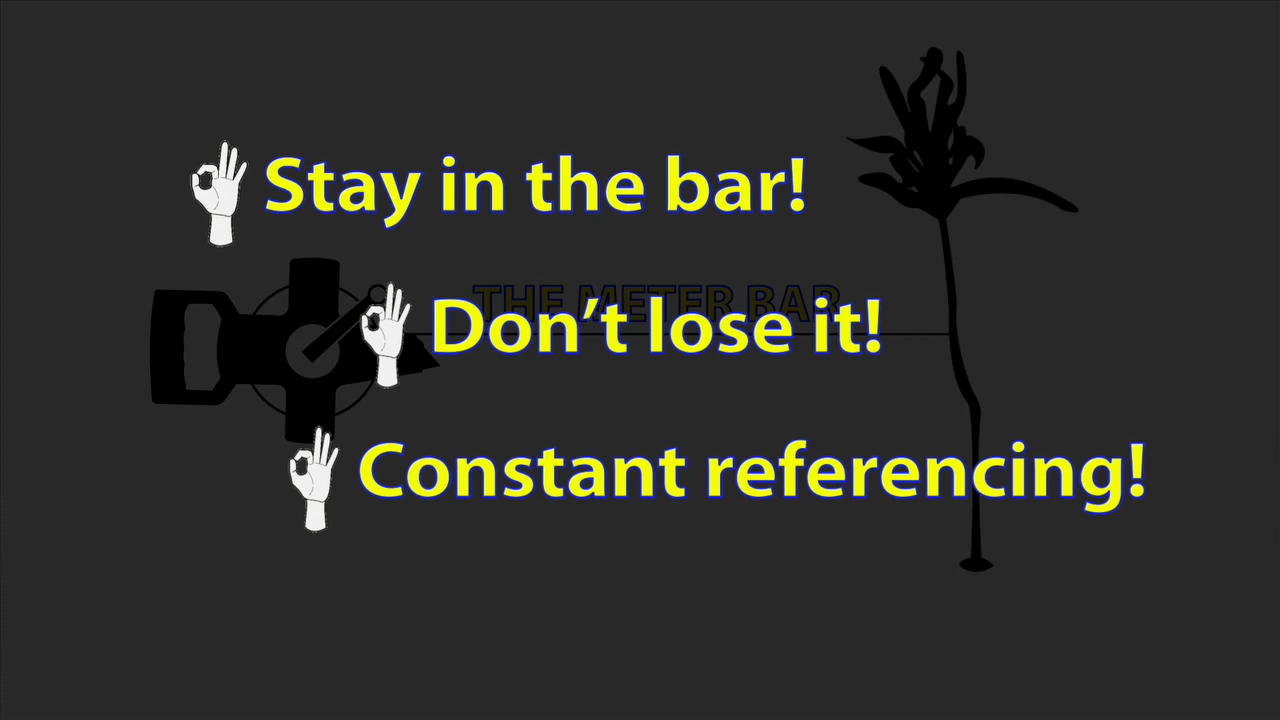 Stay in the bar!
THE METER BAR
Don’t lose it!
Constant referencing!